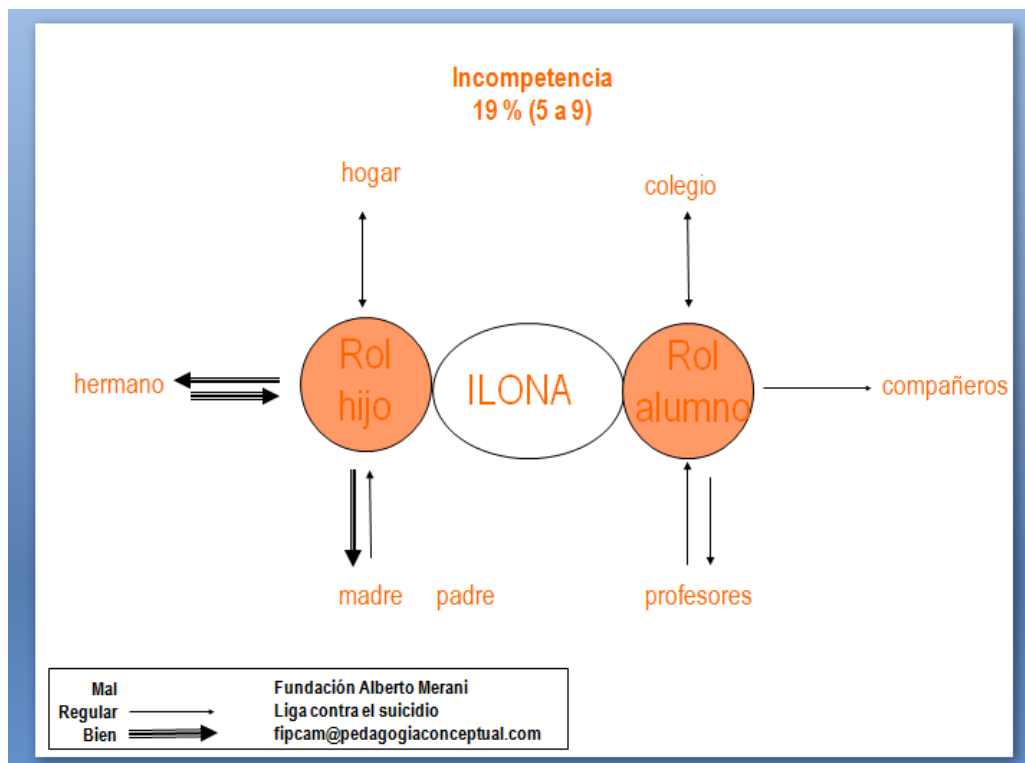 Incompetencia
19 % (5 a 9)
hogar
colegio
Rol
hijo
ILONA
Rol
alumno
hermano
compañeros
madre
padre
profesores
Mal
Fundación Alberto Merani
Regular
Liga contra el suicidio
Bien
fipcam@pedagogiaconceptual.com